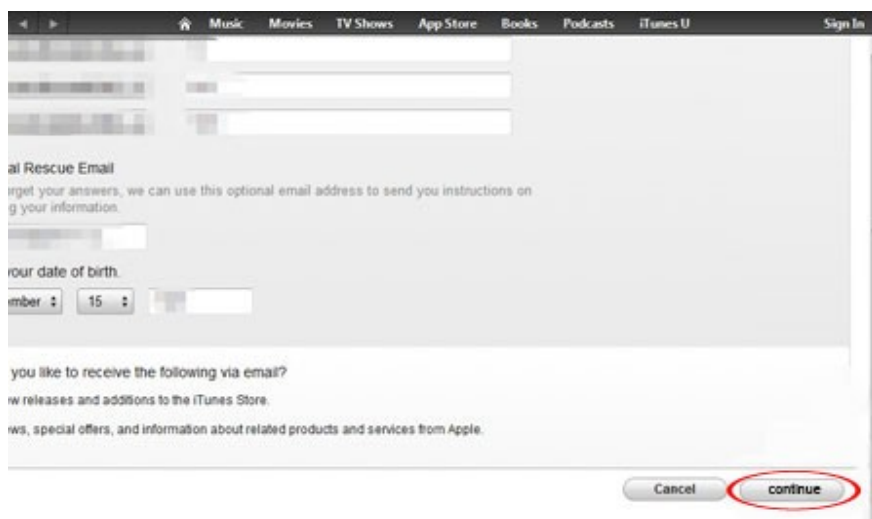 Music Movies TV Shows App Store Books Podcasts iTunes U Sign In
al Rescue Email
rget your answers, we can use this optional email address to send you instructions on
g your information.
your date of birth.
mber 15
you like to receive the following via email?
w releases and additions to the iTunes Store.
ws, special offers, and information about related products and services from Apple.
Cancel continue